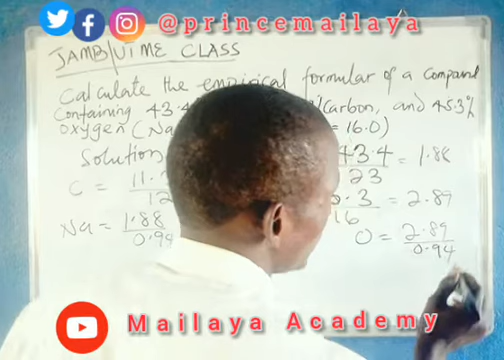 @princemailaya
JAMB/UTME CLASS
Calculate the empirical formular of a compound
Containing 43.4 Carbon, and 45.3%
Oxygen (Na = 16.0)
Solution 43.4 = 1.88
23
C = 11. .3 = 2.89
12 16
Na = 1.88 O = 2.89
0.94 0.94
Mailaya Academy